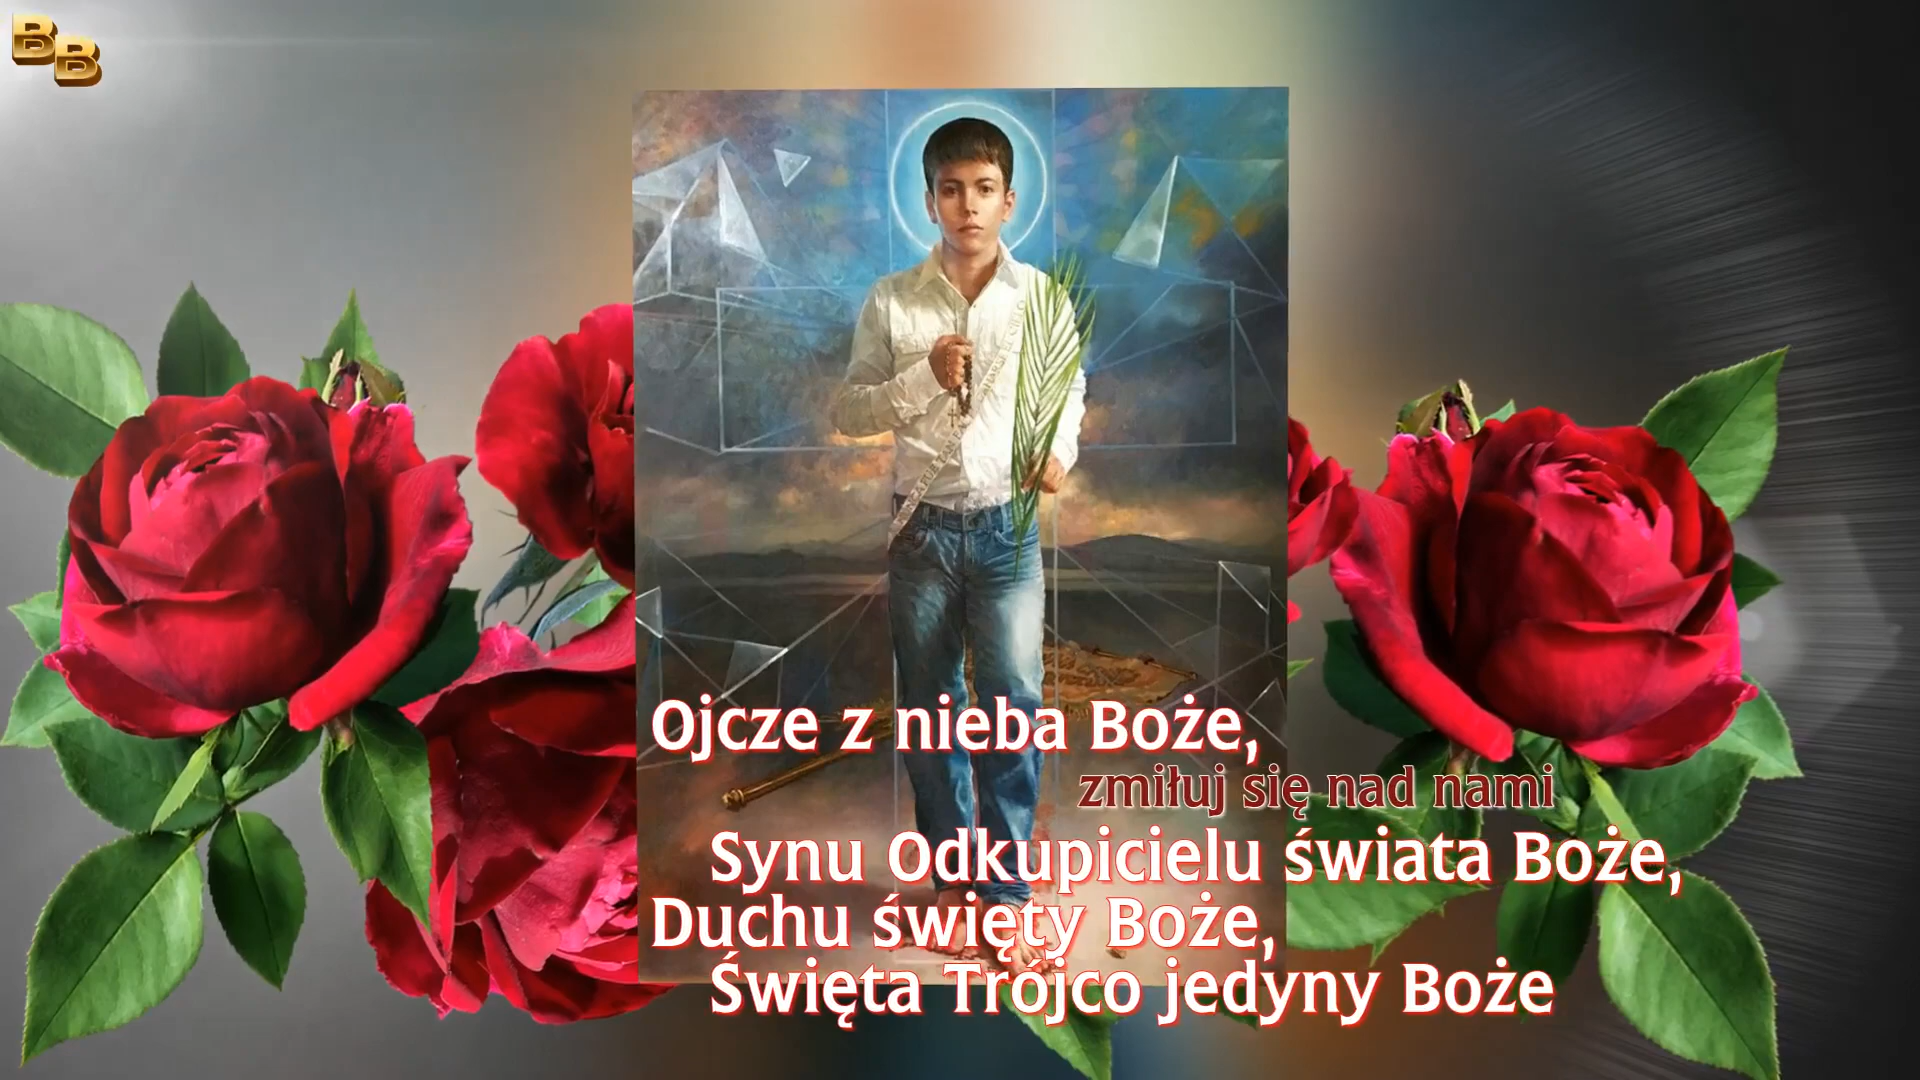 BB
Ojcze z nieba Boże,
zmiłuj się nad nami
Synu Odkupicielu świata Boże,
Duchu święty Boże,
Święta Trójco jedyny Boże